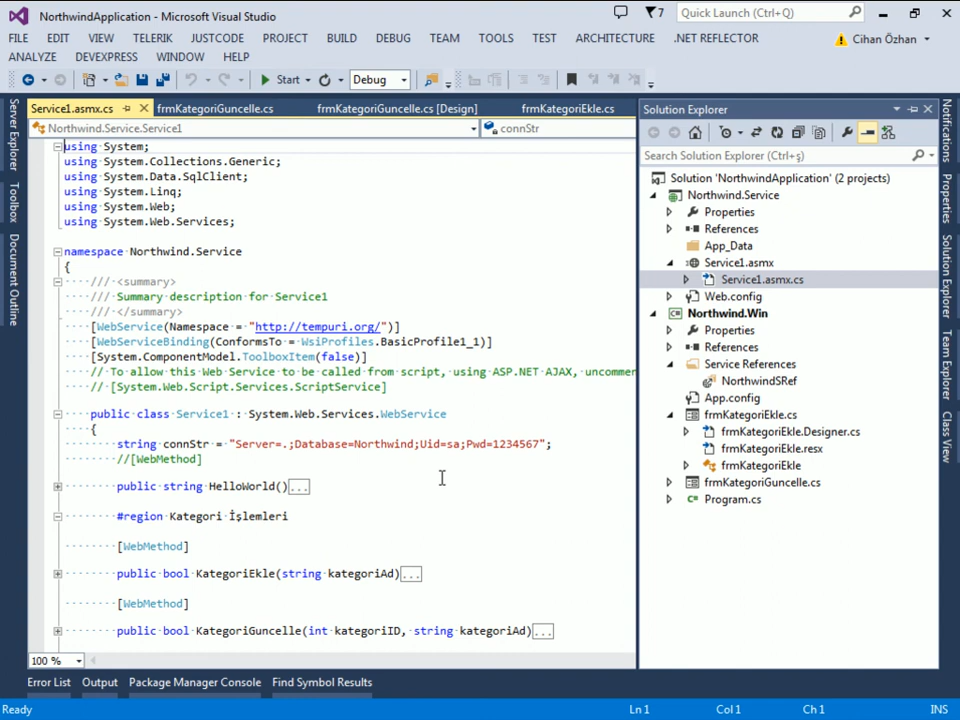 NorthwindApplication - Microsoft Visual Studio
7
Quick Launch (Ctrl+Q)
FILE EDIT VIEW TELERIK JUSTCODE PROJECT BUILD DEBUG TEAM TOOLS TEST ARCHITECTURE .NET REFLECTOR
Cihan Özhan
ANALYZE DEVEXPRESS WINDOW HELP
Start
Debug
Server Explorer
Toolbox
Document Outline
Service1.asmx.cs
frmKategoriGuncelle.cs
frmKategoriGuncelle.cs [Design]
frmKategoriEkle.cs
Northwind.Service.Service1
connStr
using System;
using System.Collections.Generic;
using System.Data.SqlClient;
using System.Linq;
using System.Web;
using System.Web.Services;
namespace Northwind.Service
{
/// <summary>
/// Summary description for Service1
/// </summary>
[WebService(Namespace = "http://tempuri.org/")]
[WebServiceBinding(ConformsTo = WsiProfiles.BasicProfile1_1)]
[System.ComponentModel.ToolboxItem(false)]
// To allow this Web Service to be called from script, using ASP.NET AJAX, uncommen
// [System.Web.Script.Services.ScriptService]
public class Service1 : System.Web.Services.WebService
{
string connStr = "Server=.;Database=Northwind;Uid=sa;Pwd=1234567";
//[WebMethod]
public string HelloWorld()...
#region Kategori İşlemleri
[WebMethod]
public bool KategoriEkle(string kategoriAd)...
[WebMethod]
public bool KategoriGuncelle(int kategoriID, string kategoriAd)...
100 %
Solution Explorer
Search Solution Explorer (Ctrl+ş)
Solution 'NorthwindApplication' (2 projects)
Northwind.Service
Properties
References
App_Data
Service1.asmx
Service1.asmx.cs
Web.config
Northwind.Win
Properties
References
Service References
NorthwindSRef
App.config
frmKategoriEkle.cs
frmKategoriEkle.Designer.cs
frmKategoriEkle.resx
frmKategoriEkle
frmKategoriGuncelle.cs
Program.cs
Notifications
Properties
Solution Explorer
Team Explorer
Class View
Error List Output Package Manager Console Find Symbol Results
Ready
Ln 1 Col 1 Ch 1 INS